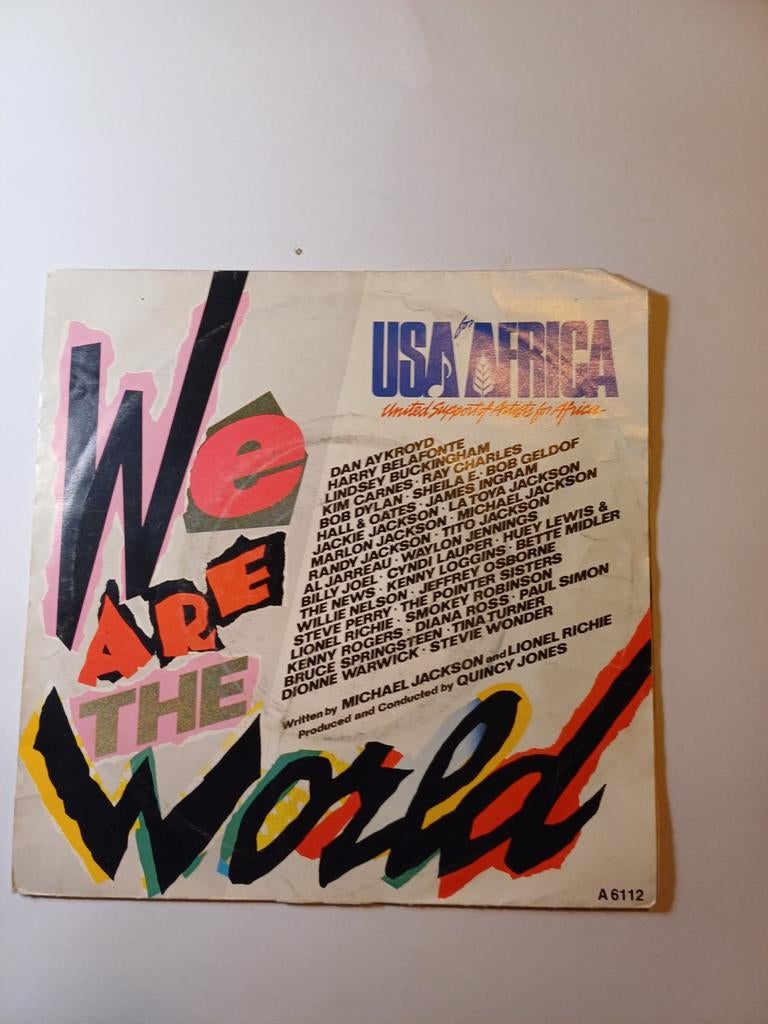 We
ARE
THE
World
USA for AFRICA
United Support of Artists for Africa
DAN AYKROYD
HARRY BELAFONTE
LINDSEY BUCKINGHAM
KIM CARNES · RAY CHARLES
BOB DYLAN · SHEILA E. · BOB GELDOF
HALL & OATES · JAMES INGRAM
JACKIE JACKSON · LA TOYA JACKSON
MARLON JACKSON · MICHAEL JACKSON
RANDY JACKSON · TITO JACKSON
AL JARREAU · WAYLON JENNINGS
BILLY JOEL · CYNDI LAUPER · HUEY LEWIS &
THE NEWS · KENNY LOGGINS · BETTE MIDLER
WILLIE NELSON · JEFFREY OSBORNE
STEVE PERRY · THE POINTER SISTERS
LIONEL RICHIE · SMOKEY ROBINSON
KENNY ROGERS · DIANA ROSS · PAUL SIMON
BRUCE SPRINGSTEEN · TINA TURNER
DIONNE WARWICK · STEVIE WONDER
Written by MICHAEL JACKSON and LIONEL RICHIE
Produced and Conducted by QUINCY JONES
A 6112